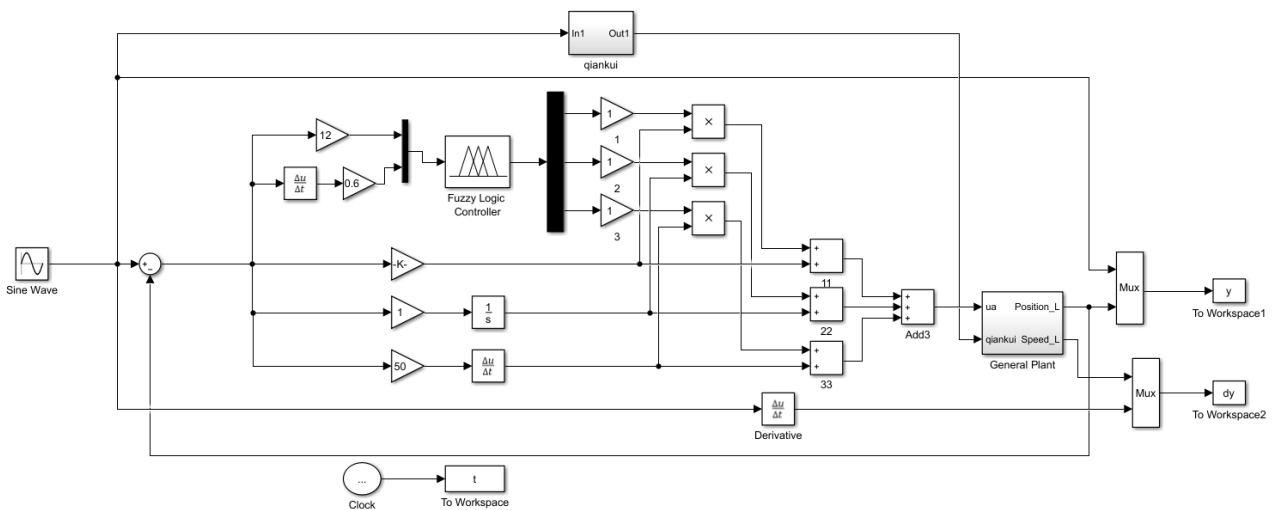 In1 Out1
qiankui
12
1
×
1
Δu
Δt
0.6
Fuzzy Logic
Controller
1
×
2
1
×
3
Sine Wave
+
−
-K-
+
+
11
1
1
s
+
+
22
+
+
+
Add3
ua Position_L
qiankui Speed_L
General Plant
Mux
y
To Workspace1
50
Δu
Δt
+
+
33
Mux
dy
To Workspace2
Δu
Δt
Derivative
...
Clock
t
To Workspace